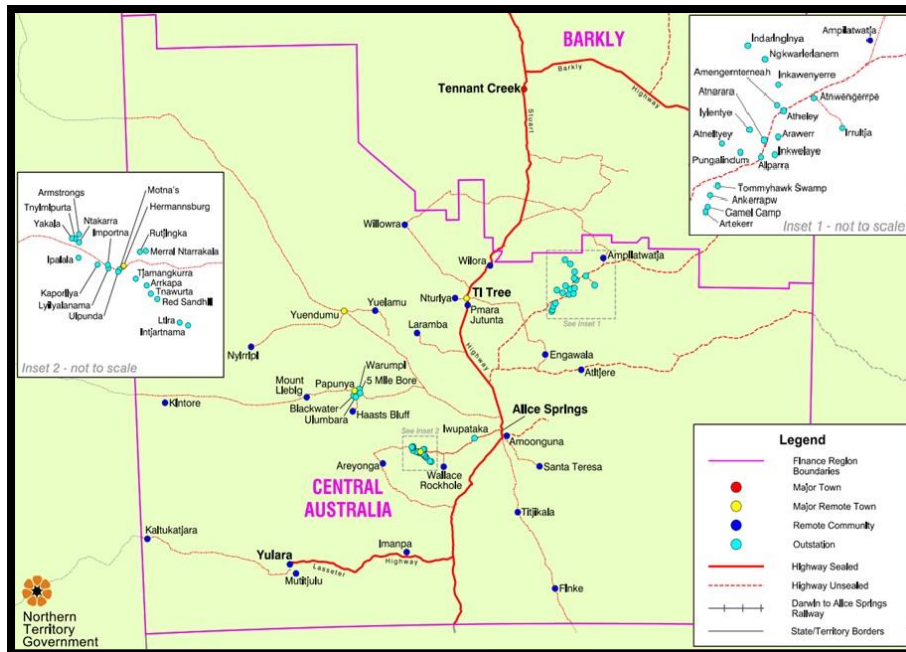 BARKLY
Barkly
Highway
Tennant Creek
Stuart
Indaringinya
Ampilatwatja
Ngkwarlerlanem
Inkawenyerre
Amengernterneah
Atnwengerrpe
Atnarara
Atheley
Iylentye
Irrultja
Atneltyey
Arawerr
Pungalindum
Inkwelaye
Alparra
Tommyhawk Swamp
Ankerrapw
Camel Camp
Artekerr
Inset 1 - not to scale
Armstrongs
Motna's
Tnyimipurta
Hermannsburg
Ntakarra
Yakala
Importna
Rutjingka
Ipalala
Merral Ntarrakala
Tjamangkurra
Kaporilya
Arrkapa
Lyilyalanama
Tnawurta
Ulpunda
Red Sandhill
Ltira
Intjartnama
Inset 2 - not to scale
Willowra
Wilora
Ampilatwatja
Nturiya
TI Tree
Pmara
Jutunta
See Inset 1
Yuendumu
Yuelamu
Laramba
Highway
Engawala
Nyirripi
Atitjere
Warumpi
Papunya
5 Mile Bore
Mount
Liebig
Kintore
Blackwater
Ulumbara
Haasts Bluff
Alice Springs
See Inset 2
Iwupataka
Amoonguna
Areyonga
Wallace
Rockhole
Santa Teresa
CENTRAL
AUSTRALIA
Titjikala
Kaltukatjara
Imanpa
Yulara
Lasseter
Highway
Mutitjulu
Finke
Legend
Finance Region
Boundaries
Major Town
Major Remote Town
Remote Community
Outstation
Highway Sealed
Highway Unsealed
Darwin to Alice Springs
Railway
State/Territory Borders
Northern
Territory
Government